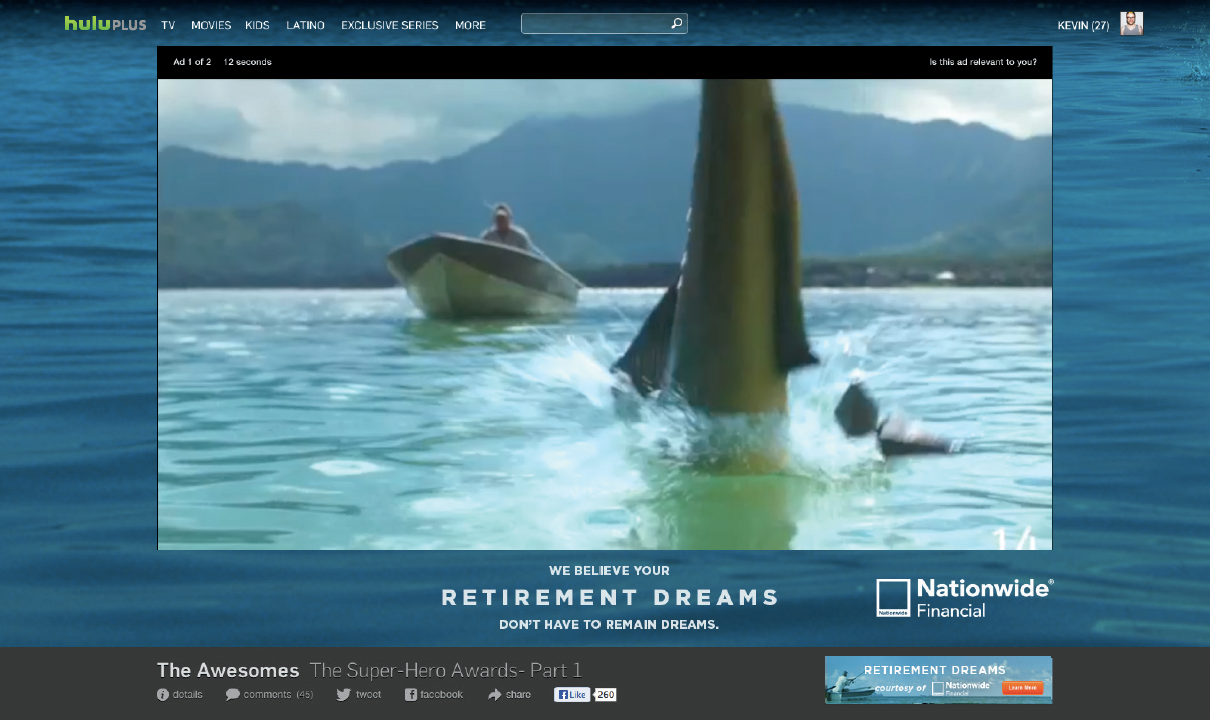 hulu PLUS TV MOVIES KIDS LATINO EXCLUSIVE SERIES MORE KEVIN (27)
Ad 1 of 2 12 seconds Is this ad relevant to you?
14
WE BELIEVE YOUR
RETIREMENT DREAMS
DON'T HAVE TO REMAIN DREAMS.
Nationwide®
Nationwide
Financial
The Awesomes The Super-Hero Awards- Part 1
details comments (45) tweet facebook share Like 260
RETIREMENT DREAMS
courtesy of Nationwide Financial Learn More